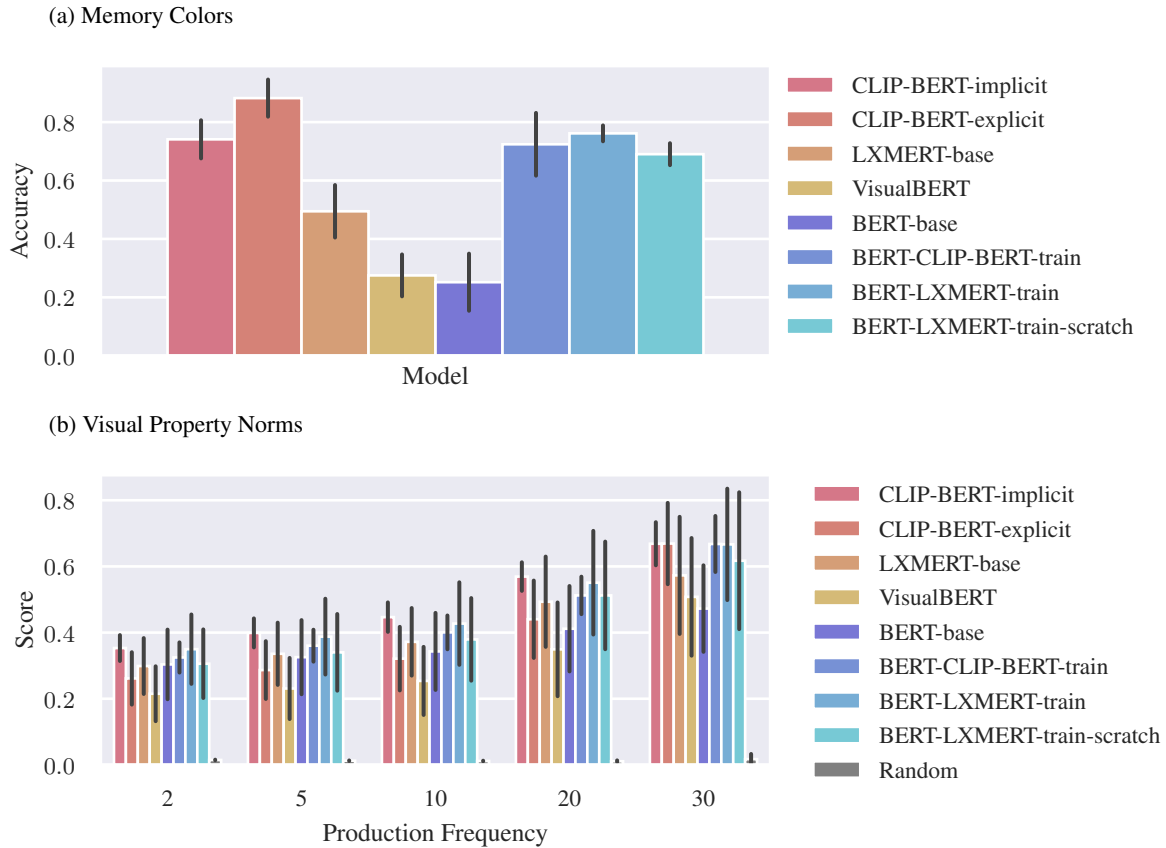 (a) Memory Colors
0.8
0.6
0.4
0.2
0.0
Accuracy
Model
CLIP-BERT-implicit
CLIP-BERT-explicit
LXMERT-base
VisualBERT
BERT-base
BERT-CLIP-BERT-train
BERT-LXMERT-train
BERT-LXMERT-train-scratch
(b) Visual Property Norms
0.8
0.6
0.4
0.2
0.0
Score
2 5 10 20 30
Production Frequency
CLIP-BERT-implicit
CLIP-BERT-explicit
LXMERT-base
VisualBERT
BERT-base
BERT-CLIP-BERT-train
BERT-LXMERT-train
BERT-LXMERT-train-scratch
Random